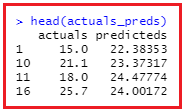 > head(actuals_preds)
actuals predicteds
1 15.0 22.38353
10 21.1 23.37317
11 18.0 24.47774
16 25.7 24.00172